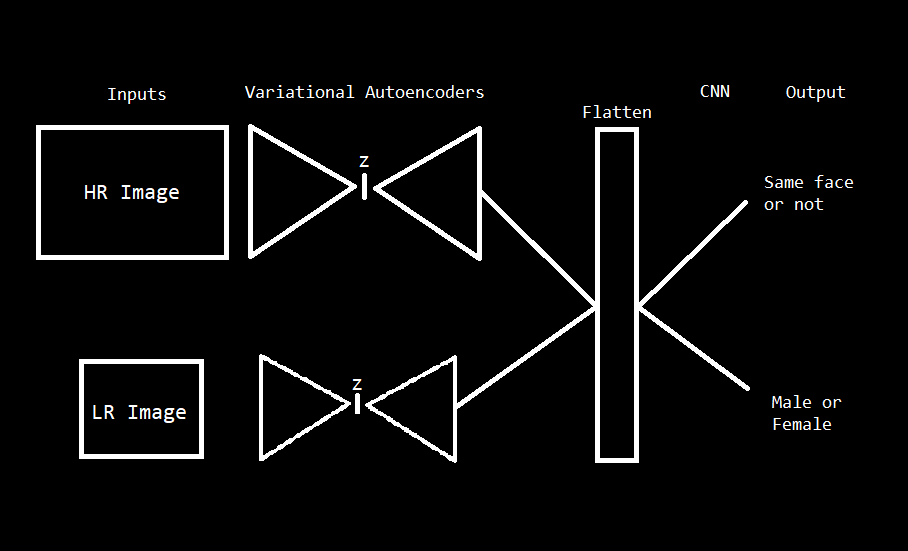 Inputs
Variational Autoencoders
CNN
Output
Flatten
HR Image
z
Same face
or not
LR Image
z
Male or
Female